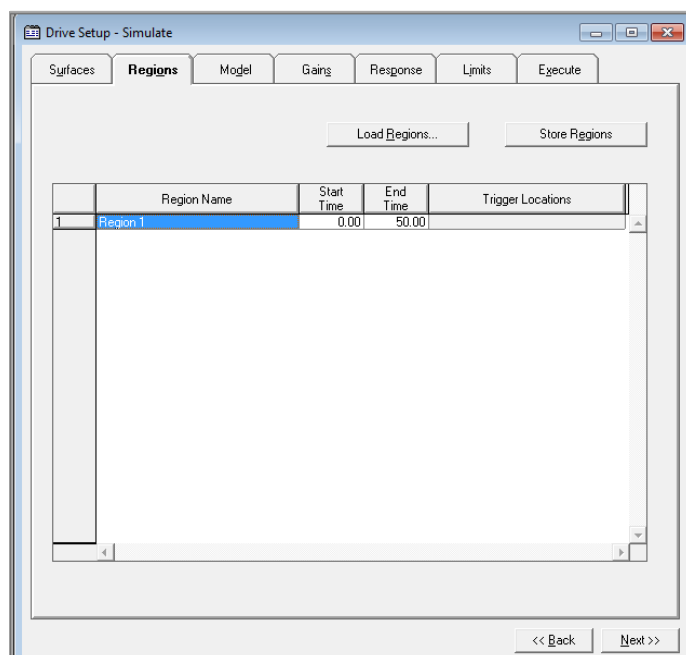 Drive Setup - Simulate
Surfaces Regions Model Gains Response Limits Execute
Load Regions... Store Regions
Region Name Start Time End Time Trigger Locations
1 Region 1 0.00 50.00
<< Back Next >>